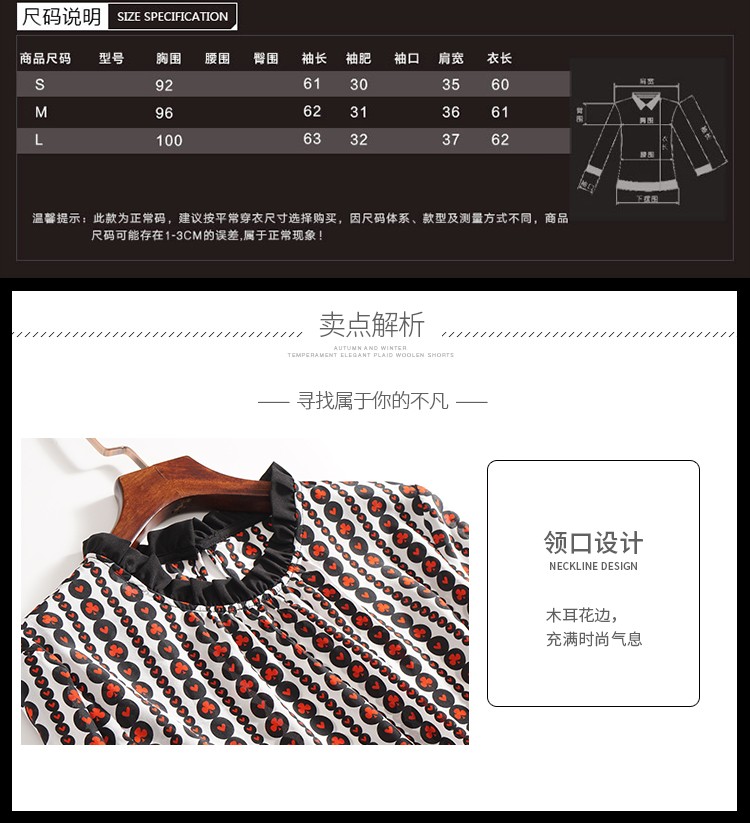 尺码说明 SIZE SPECIFICATION
商品尺码 型号 胸围 腰围 臀围 袖长 袖肥 袖口 肩宽 衣长
S 92 61 30 35 60
M 96 62 31 36 61
L 100 63 32 37 62
肩宽
臂围
胸围
衣长
袖长
腰围
袖口
下摆围
温馨提示：此款为正常码，建议按平常穿衣尺寸选择购买，因尺码体系、款型及测量方式不同，商品
尺码可能存在1-3CM的误差,属于正常现象！
卖点解析
AUTUMN AND WINTER
TEMPERAMENT ELEGANT PLAID WOOLEN SHORTS
寻找属于你的不凡
领口设计
NECKLINE DESIGN
木耳花边，
充满时尚气息